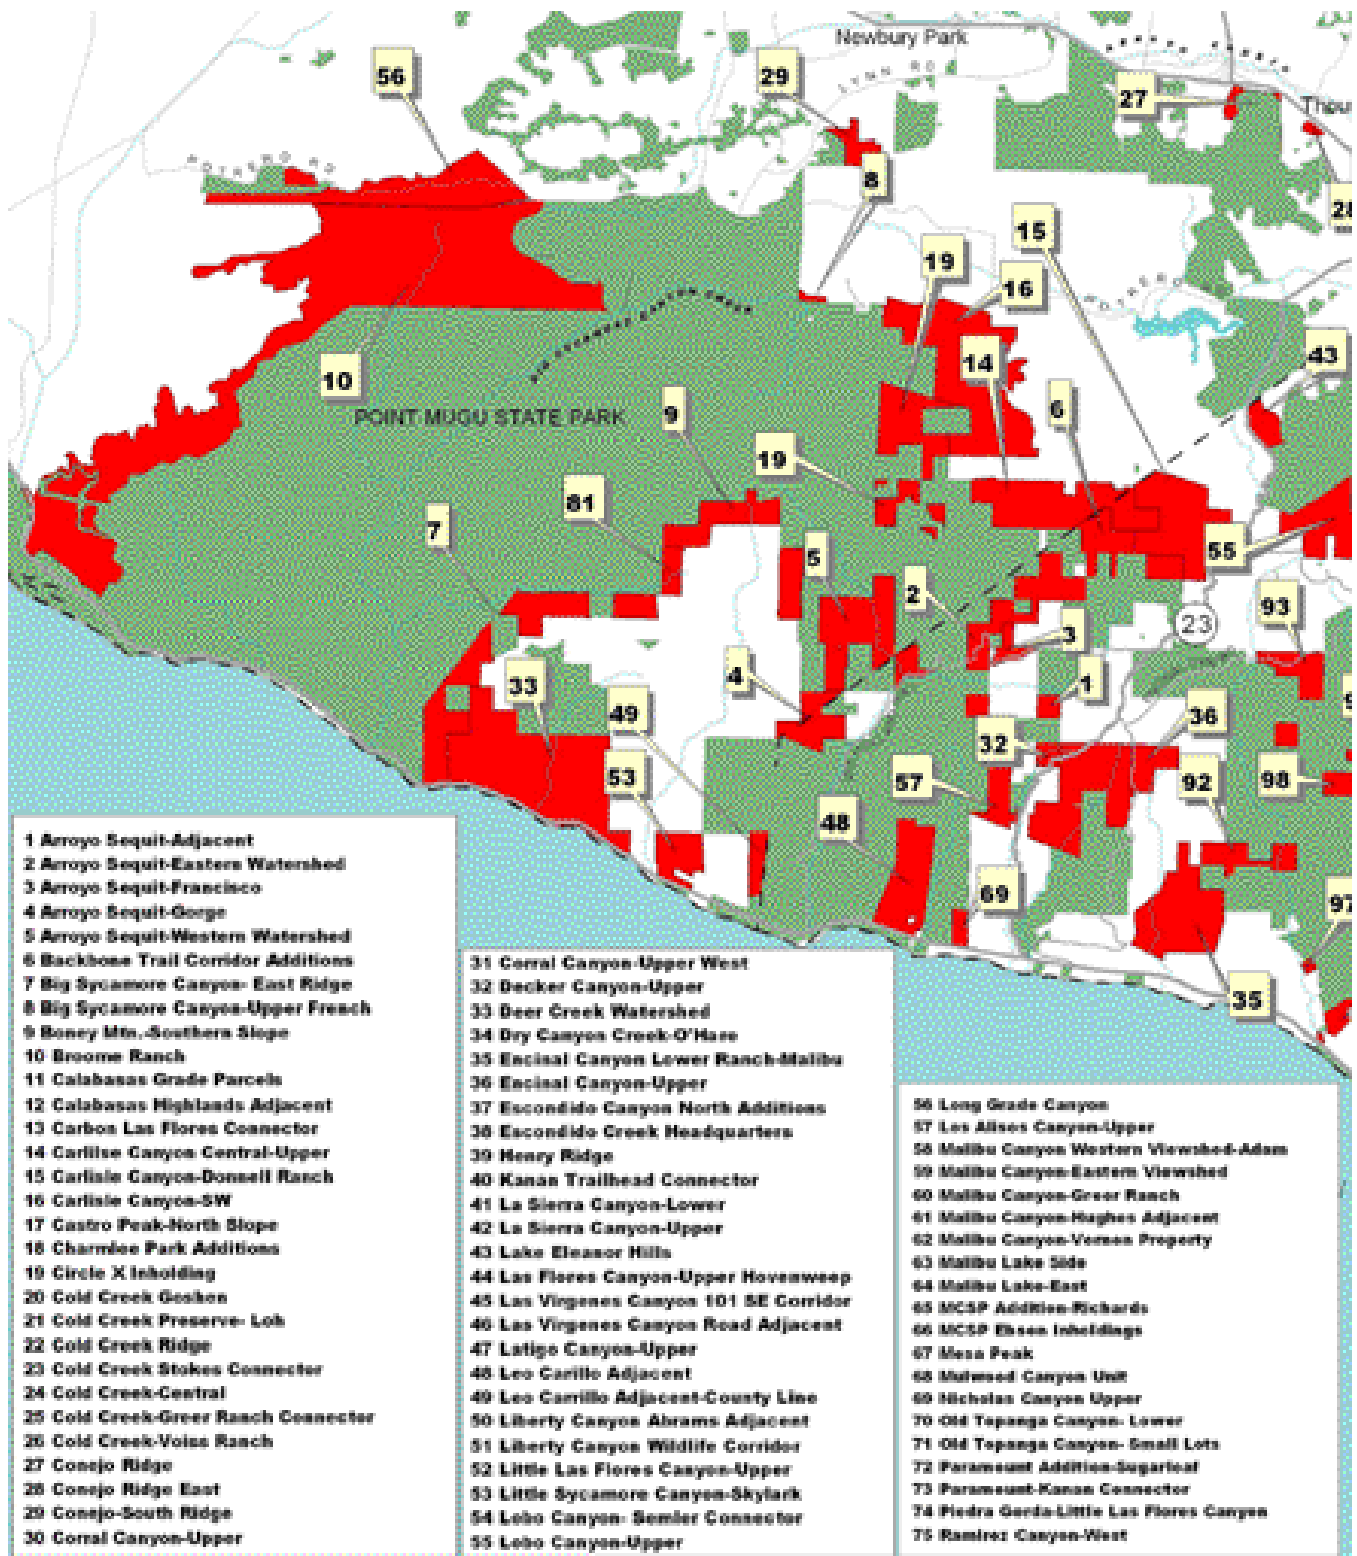 Newbury Park
56
29
LYNN RD
27
Thou
POTRERO RD
8
28
15
19
16
POTRERO
BIG SYCAMORE CANYON CREEK
43
14
10
9
6
POINT MUGU STATE PARK
19
81
7
5
55
2
93
23
3
4
33
1
49
36
32
53
57
92
98
48
69
97
35
1 Arroyo Sequit-Adjacent
2 Arroyo Sequit-Eastern Watershed
3 Arroyo Sequit-Francisco
4 Arroyo Sequit-Gorge
5 Arroyo Sequit-Western Watershed
6 Backbone Trail Corridor Additions
7 Big Sycamore Canyon- East Ridge
8 Big Sycamore Canyon-Upper French
9 Boney Mtn.-Southern Slope
10 Broome Ranch
11 Calabasas Grade Parcels
12 Calabasas Highlands Adjacent
13 Carbon Las Flores Connector
14 Carlilse Canyon Central-Upper
15 Carlisle Canyon-Donnell Ranch
16 Carlisle Canyon-SW
17 Castro Peak-North Slope
18 Charmlee Park Additions
19 Circle X Inholding
20 Cold Creek Goshen
21 Cold Creek Preserve- Loh
22 Cold Creek Ridge
23 Cold Creek Stokes Connector
24 Cold Creek-Central
25 Cold Creek-Greer Ranch Connector
26 Cold Creek-Voiss Ranch
27 Conejo Ridge
28 Conejo Ridge East
29 Conejo-South Ridge
30 Corral Canyon-Upper
31 Corral Canyon-Upper West
32 Decker Canyon-Upper
33 Deer Creek Watershed
34 Dry Canyon Creek-O'Hare
35 Encinal Canyon Lower Ranch-Malibu
36 Encinal Canyon-Upper
37 Escondido Canyon North Additions
38 Escondido Creek Headquarters
39 Henry Ridge
40 Kanan Trailhead Connector
41 La Sierra Canyon-Lower
42 La Sierra Canyon-Upper
43 Lake Eleanor Hills
44 Las Flores Canyon-Upper Hovenweep
45 Las Virgenes Canyon 101 SE Corridor
46 Las Virgenes Canyon Road Adjacent
47 Latigo Canyon-Upper
48 Leo Carillo Adjacent
49 Leo Carrillo Adjacent-County Line
50 Liberty Canyon Abrams Adjacent
51 Liberty Canyon Wildlife Corridor
52 Little Las Flores Canyon-Upper
53 Little Sycamore Canyon-Skylark
54 Lobo Canyon- Semler Connector
55 Lobo Canyon-Upper
56 Long Grade Canyon
57 Los Alisos Canyon-Upper
58 Malibu Canyon Western Viewshed-Adam
59 Malibu Canyon-Eastern Viewshed
60 Malibu Canyon-Greer Ranch
61 Malibu Canyon-Hughes Adjacent
62 Malibu Canyon-Vernon Property
63 Malibu Lake Side
64 Malibu Lake-East
65 MCSP Addition-Richards
66 MCSP Ebsen Inholdings
67 Mesa Peak
68 Mulwood Canyon Unit
69 Nicholas Canyon Upper
70 Old Topanga Canyon- Lower
71 Old Topanga Canyon- Small Lots
72 Paramount Addition-Sugarloaf
73 Paramount-Kanan Connector
74 Piedra Gorda-Little Las Flores Canyon
75 Ramirez Canyon-West